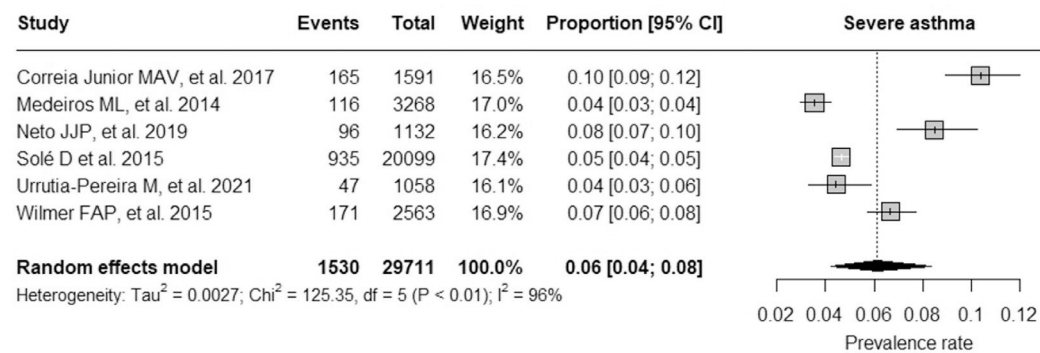 Study Events Total Weight Proportion [95% CI] Severe asthma
Correia Junior MAV, et al. 2017 165 1591 16.5% 0.10 [0.09; 0.12]
Medeiros ML, et al. 2014 116 3268 17.0% 0.04 [0.03; 0.04]
Neto JJP, et al. 2019 96 1132 16.2% 0.08 [0.07; 0.10]
Solé D et al. 2015 935 20099 17.4% 0.05 [0.04; 0.05]
Urrutia-Pereira M, et al. 2021 47 1058 16.1% 0.04 [0.03; 0.06]
Wilmer FAP, et al. 2015 171 2563 16.9% 0.07 [0.06; 0.08]
Random effects model 1530 29711 100.0% 0.06 [0.04; 0.08]
Heterogeneity: Tau² = 0.0027; Chi² = 125.35, df = 5 (P < 0.01); I² = 96%
0.02 0.04 0.06 0.08 0.1 0.12
Prevalence rate